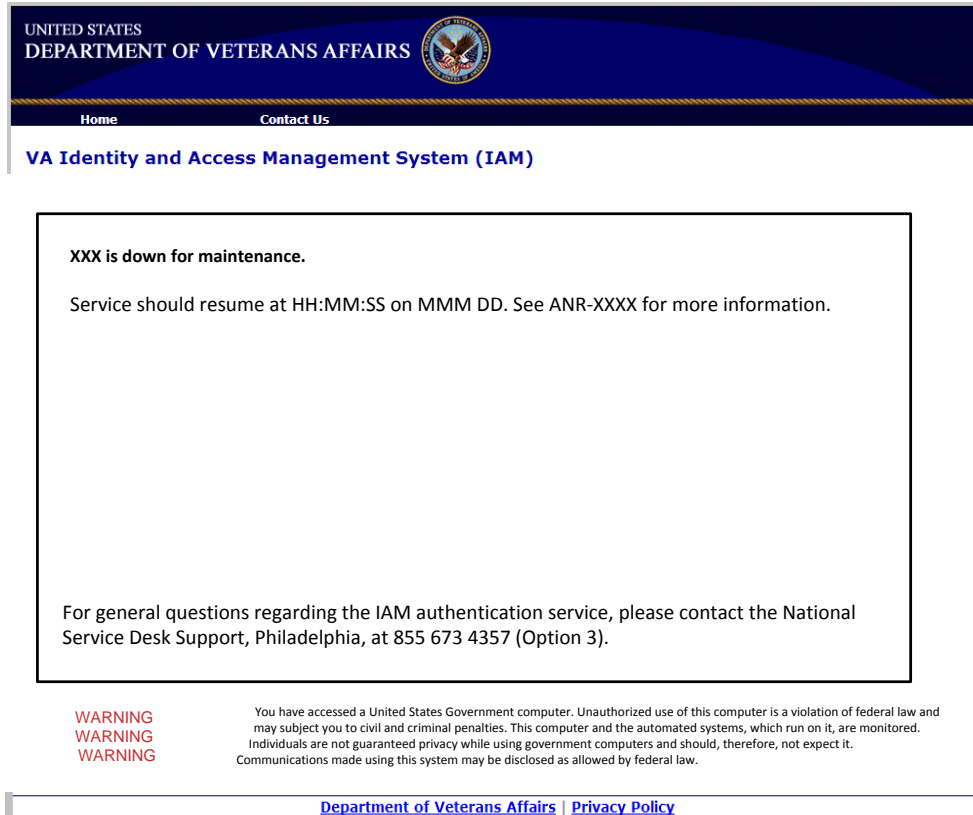 UNITED STATES
DEPARTMENT OF VETERANS AFFAIRS
Home Contact Us
VA Identity and Access Management System (IAM)
XXX is down for maintenance.
Service should resume at HH:MM:SS on MMM DD. See ANR-XXXX for more information.
For general questions regarding the IAM authentication service, please contact the National
Service Desk Support, Philadelphia, at 855 673 4357 (Option 3).
WARNING
WARNING
WARNING
You have accessed a United States Government computer. Unauthorized use of this computer is a violation of federal law and
may subject you to civil and criminal penalties. This computer and the automated systems, which run on it, are monitored.
Individuals are not guaranteed privacy while using government computers and should, therefore, not expect it.
Communications made using this system may be disclosed as allowed by federal law.
Department of Veterans Affairs | Privacy Policy